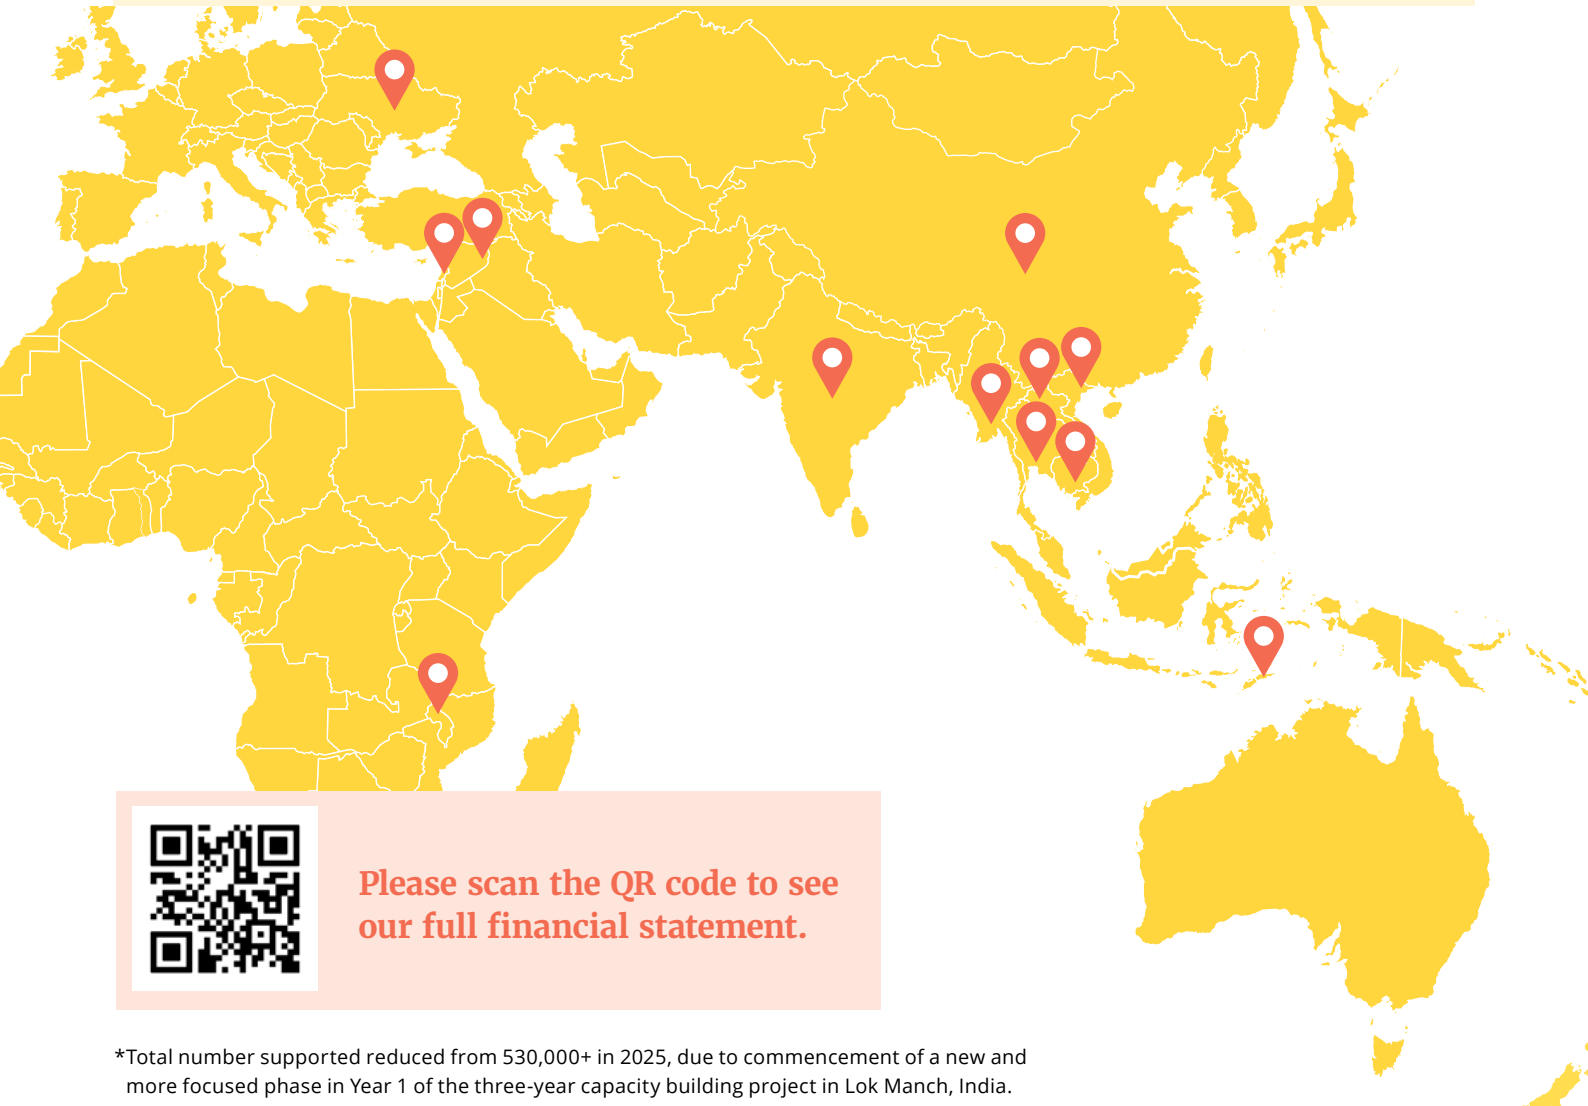 Please scan the QR code to see
our full financial statement.
*Total number supported reduced from 530,000+ in 2025, due to commencement of a new and
more focused phase in Year 1 of the three-year capacity building project in Lok Manch, India.